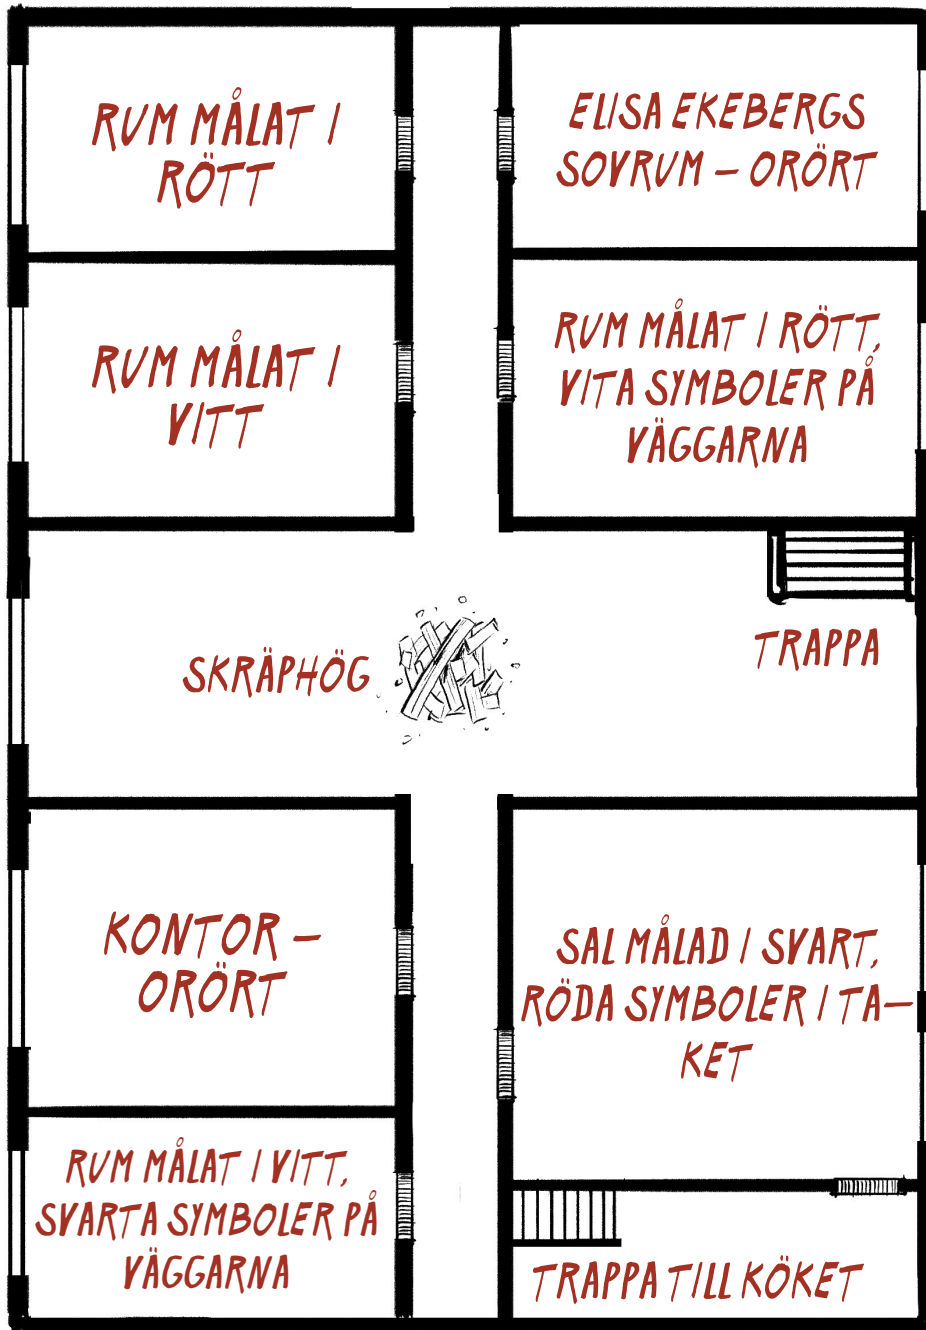 RUM MÅLAT I
RÖTT
ELISA EKEBERGS
SOVRUM – ORÖRT
RUM MÅLAT I
VITT
RUM MÅLAT I RÖTT,
VITA SYMBOLER PÅ
VÄGGARNA
SKRÄPHÖG
TRAPPA
KONTOR –
ORÖRT
SAL MÅLAD I SVART,
RÖDA SYMBOLER I TA–
KET
RUM MÅLAT I VITT,
SVARTA SYMBOLER PÅ
VÄGGARNA
TRAPPA TILL KÖKET